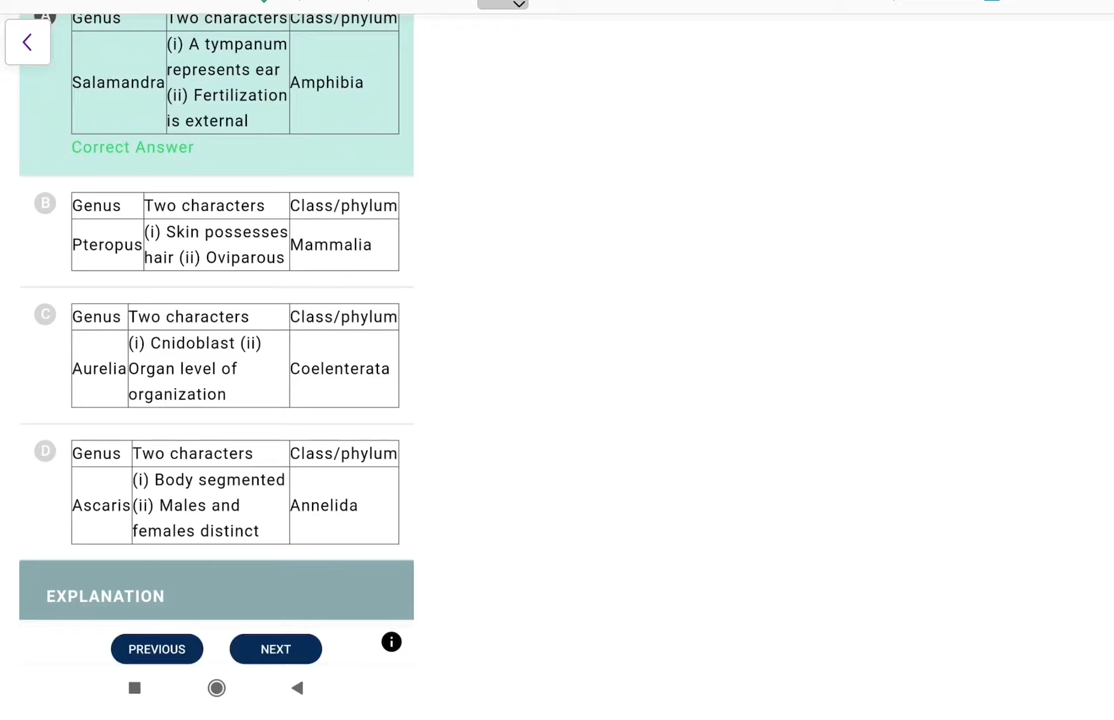 A
Genus Two characters Class/phylum
Salamandra (i) A tympanum represents ear (ii) Fertilization is external Amphibia
Correct Answer
B
Genus Two characters Class/phylum
Pteropus (i) Skin possesses hair (ii) Oviparous Mammalia
C
Genus Two characters Class/phylum
Aurelia (i) Cnidoblast (ii) Organ level of organization Coelenterata
D
Genus Two characters Class/phylum
Ascaris (i) Body segmented (ii) Males and females distinct Annelida
EXPLANATION
PREVIOUS NEXT